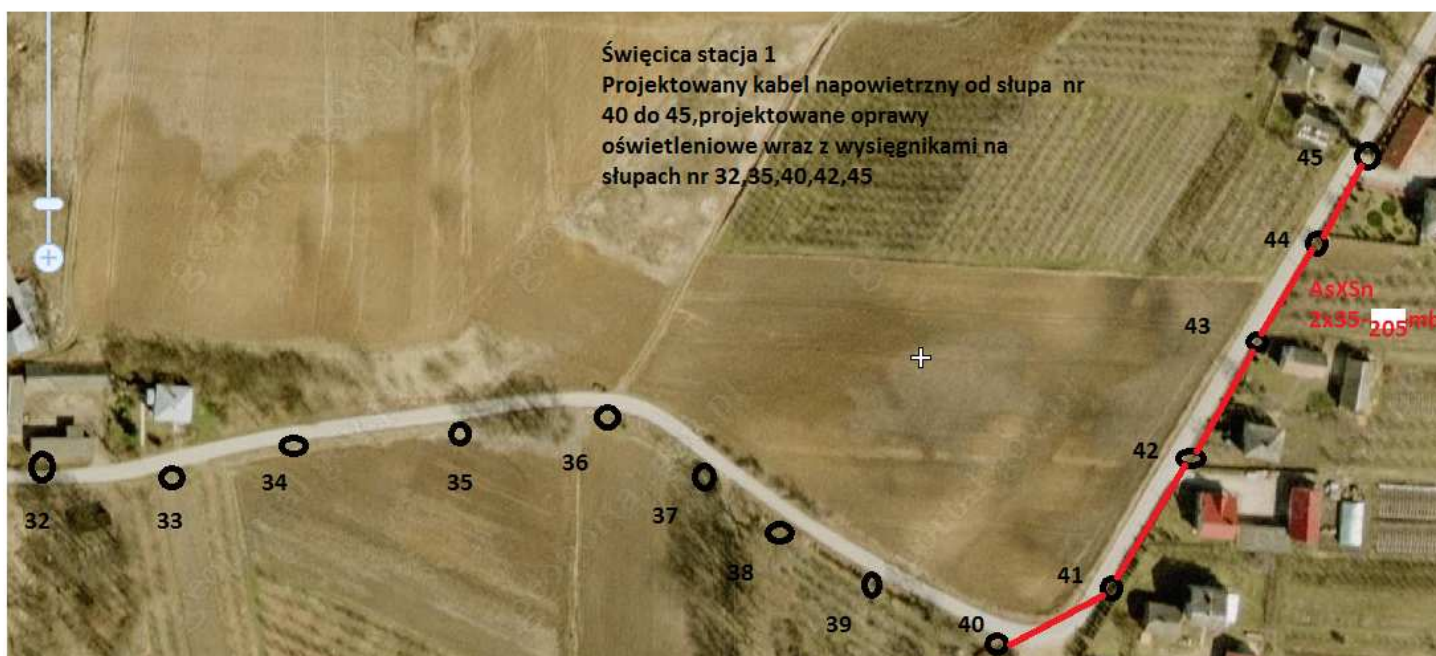 Święcica stacja 1
Projektowany kabel napowietrzny od słupa nr
40 do 45,projektowane oprawy
oświetleniowe wraz z wysięgnikami na
słupach nr 32,35,40,42,45
45
44
AsXSn
2x35-205mb
43
42
41
40
39
38
37
36
35
34
33
32